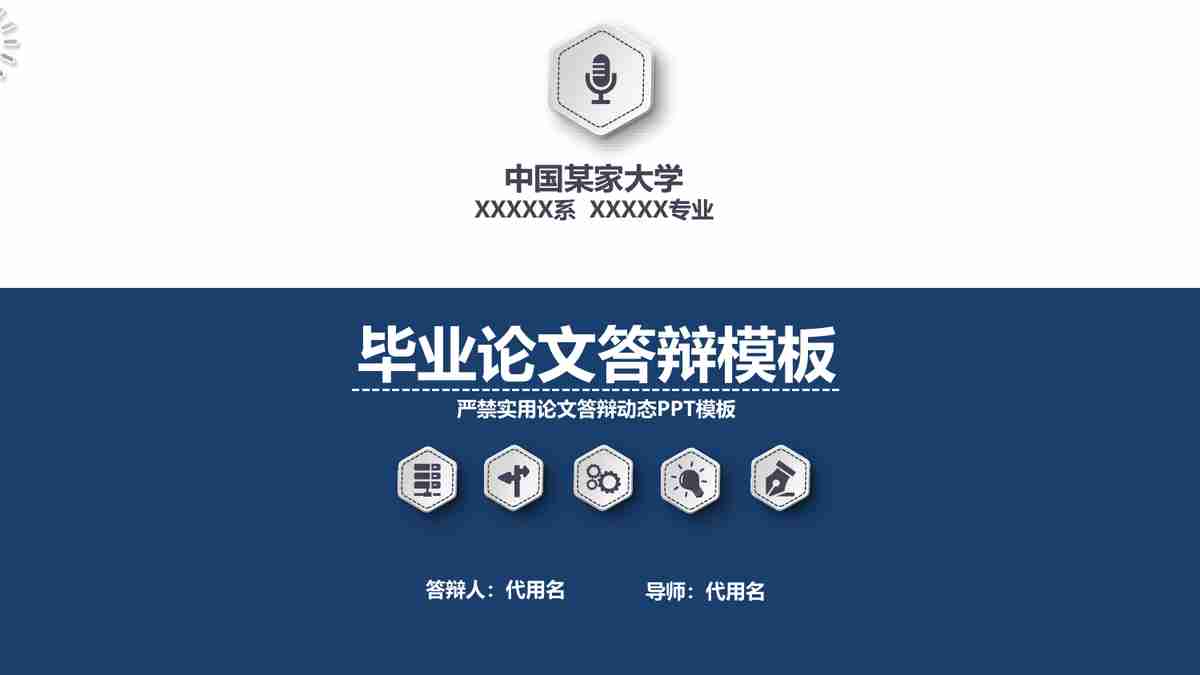 中国某家大学
XXXXX系 XXXXX专业
毕业论文答辩模板
严禁实用论文答辩动态PPT模板
答辩人：代用名 导师：代用名